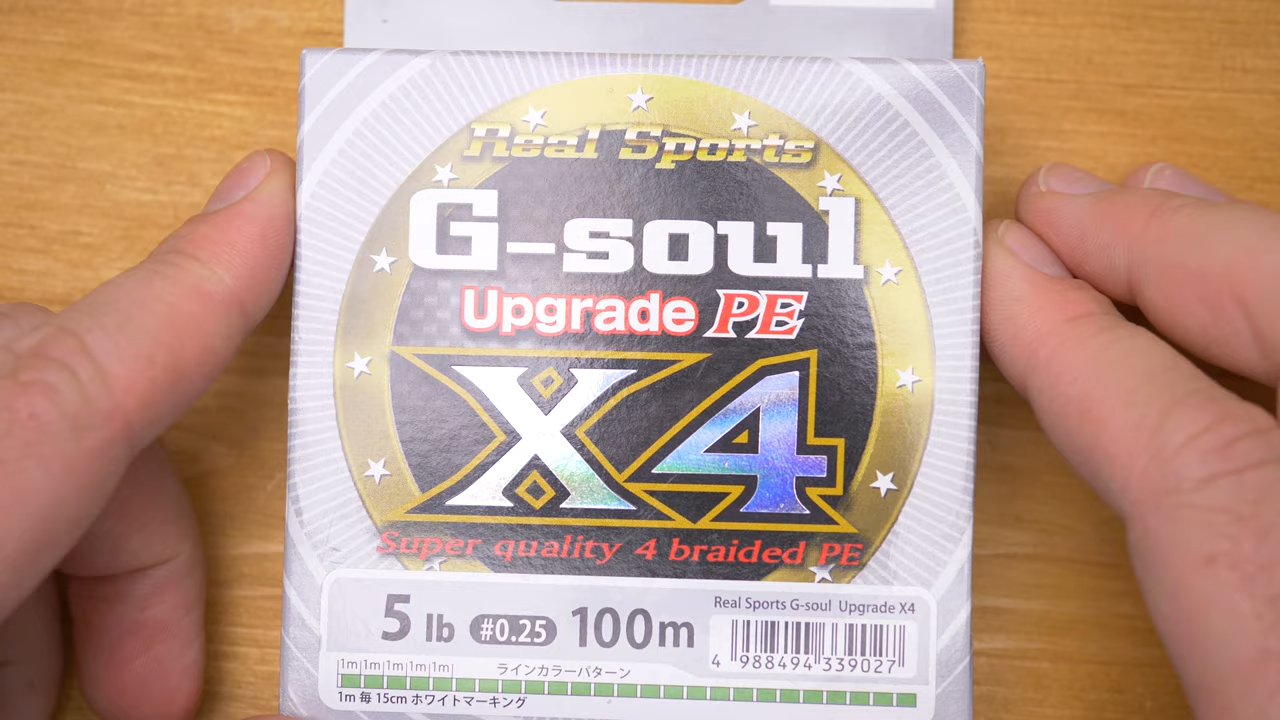 Real Sports
G-soul
Upgrade PE
X4
Super quality 4 braided PE
5 lb #0.25 100m
Real Sports G-soul Upgrade X4
4 988494 339027
1m 1m 1m 1m 1m
ラインカラーパターン
1m 毎 15cm ホワイトマーキング